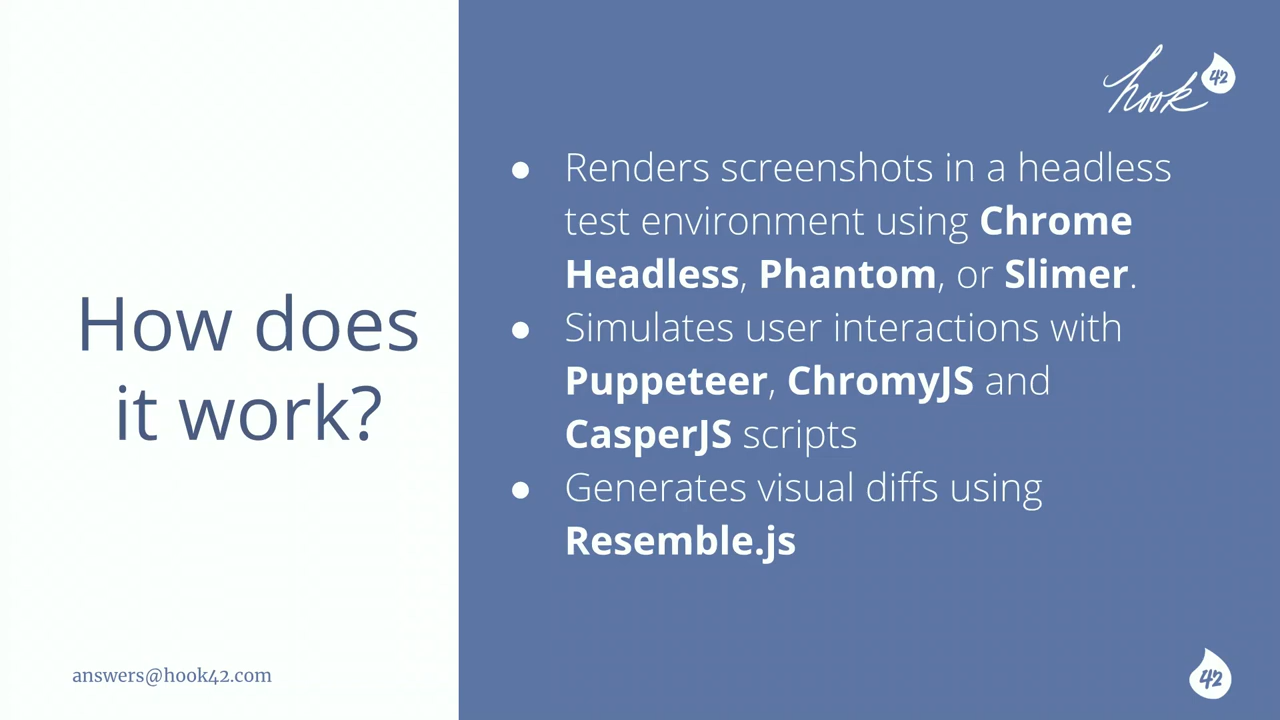 How does
it work?
answers@hook42.com
hook 42
● Renders screenshots in a headless
test environment using Chrome
Headless, Phantom, or Slimer.
● Simulates user interactions with
Puppeteer, ChromyJS and
CasperJS scripts
● Generates visual diffs using
Resemble.js
42